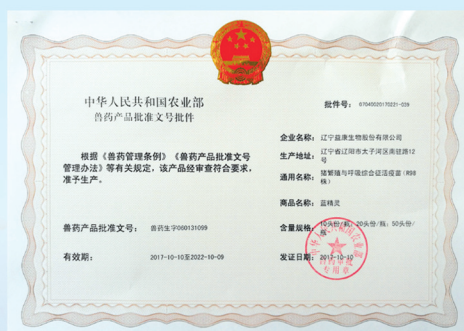 中华人民共和国农业部
兽药产品批准文号批件
批件号：
企业名称：辽宁益康生物股份有限公司
生产地址：辽宁省辽阳市太子河区南驻路12
号
根据《兽药管理条例》《兽药产品批准文号
管理办法》等有关规定，该产品经审查符合要求，
准予生产。
通用名称：猪繁殖与呼吸综合征活疫苗（R98
株）
商品名称：蓝精灵
兽药产品批准文号：兽药生字060131099
含量规格：10头份/瓶；20头份/瓶；50头份/
瓶
有效期：2017-10-10至2022-10-09
发证日期：2017-10-10
专用章